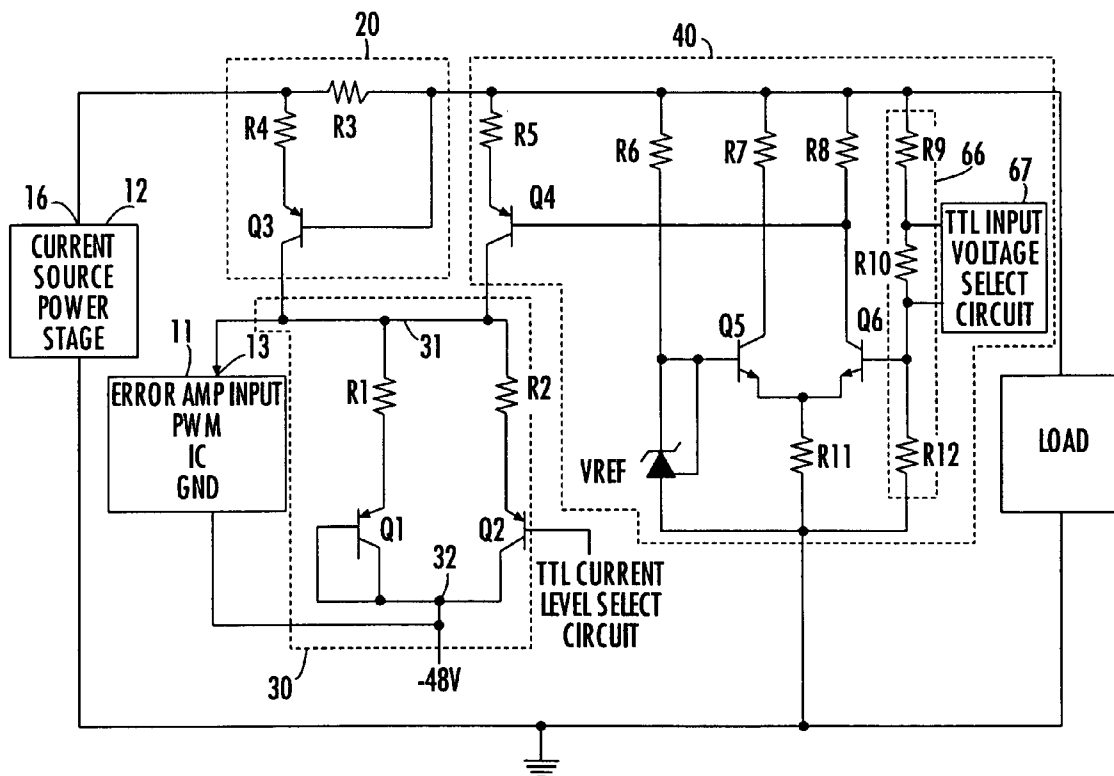 20
40
R4
R3
R5
R6
R7
R8
R9
66
67
16
12
Q3
Q4
CURRENT
SOURCE
POWER
STAGE
TTL INPUT
VOLTAGE
SELECT
CIRCUIT
R10
11
13
31
Q5
Q6
ERROR AMP INPUT
PWM
IC
GND
R1
R2
LOAD
VREF
R11
R12
Q1
Q2
32
TTL CURRENT
LEVEL SELECT
CIRCUIT
30
-48V